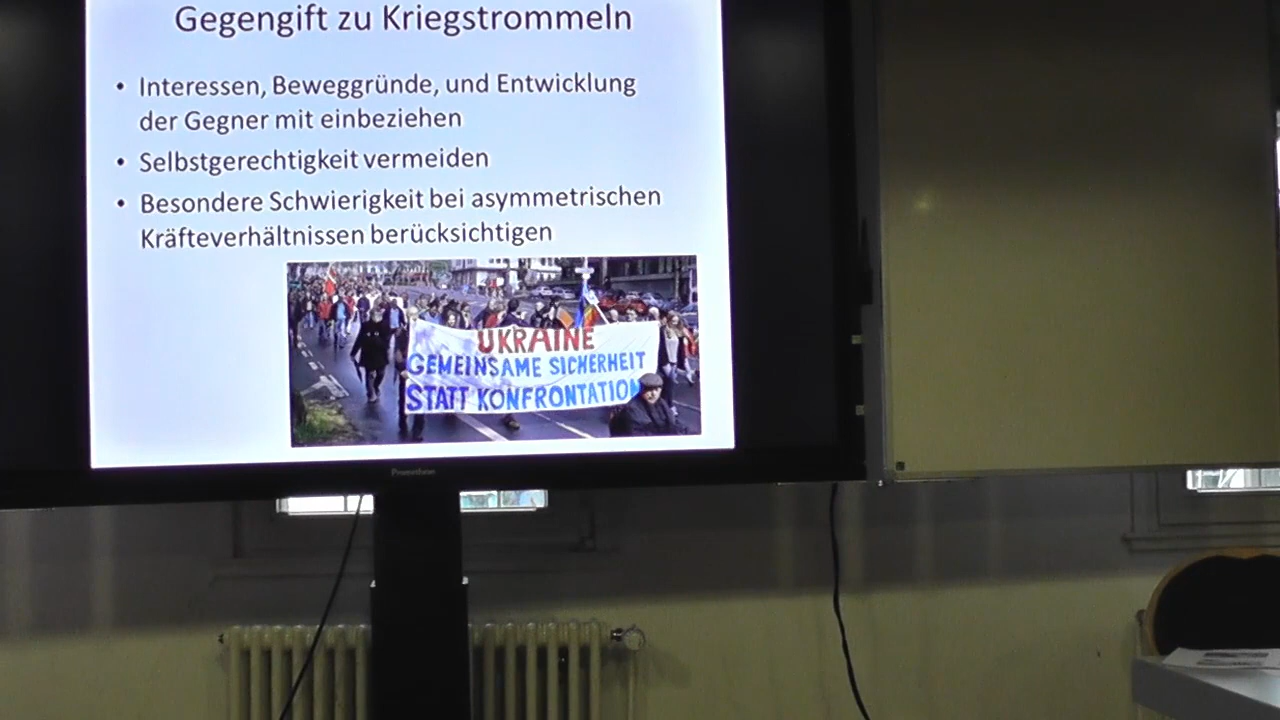 Gegengift zu Kriegstrommeln
• Interessen, Beweggründe, und Entwicklung
der Gegner mit einbeziehen
• Selbstgerechtigkeit vermeiden
• Besondere Schwierigkeit bei asymmetrischen
Kräfteverhältnissen berücksichtigen
UKRAINE
GEMEINSAME SICHERHEIT
STATT KONFRONTATION
Promethean